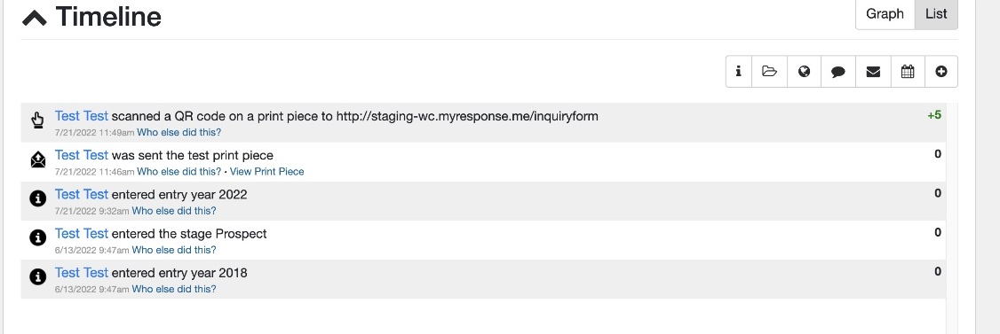 Timeline
Graph List
Test Test scanned a QR code on a print piece to http://staging-wc.myresponse.me/inquiryform +5
7/21/2022 11:49am Who else did this?
Test Test was sent the test print piece 0
7/21/2022 11:46am Who else did this? · View Print Piece
Test Test entered entry year 2022 0
7/21/2022 9:32am Who else did this?
Test Test entered the stage Prospect 0
6/13/2022 9:47am Who else did this?
Test Test entered entry year 2018 0
6/13/2022 9:47am Who else did this?